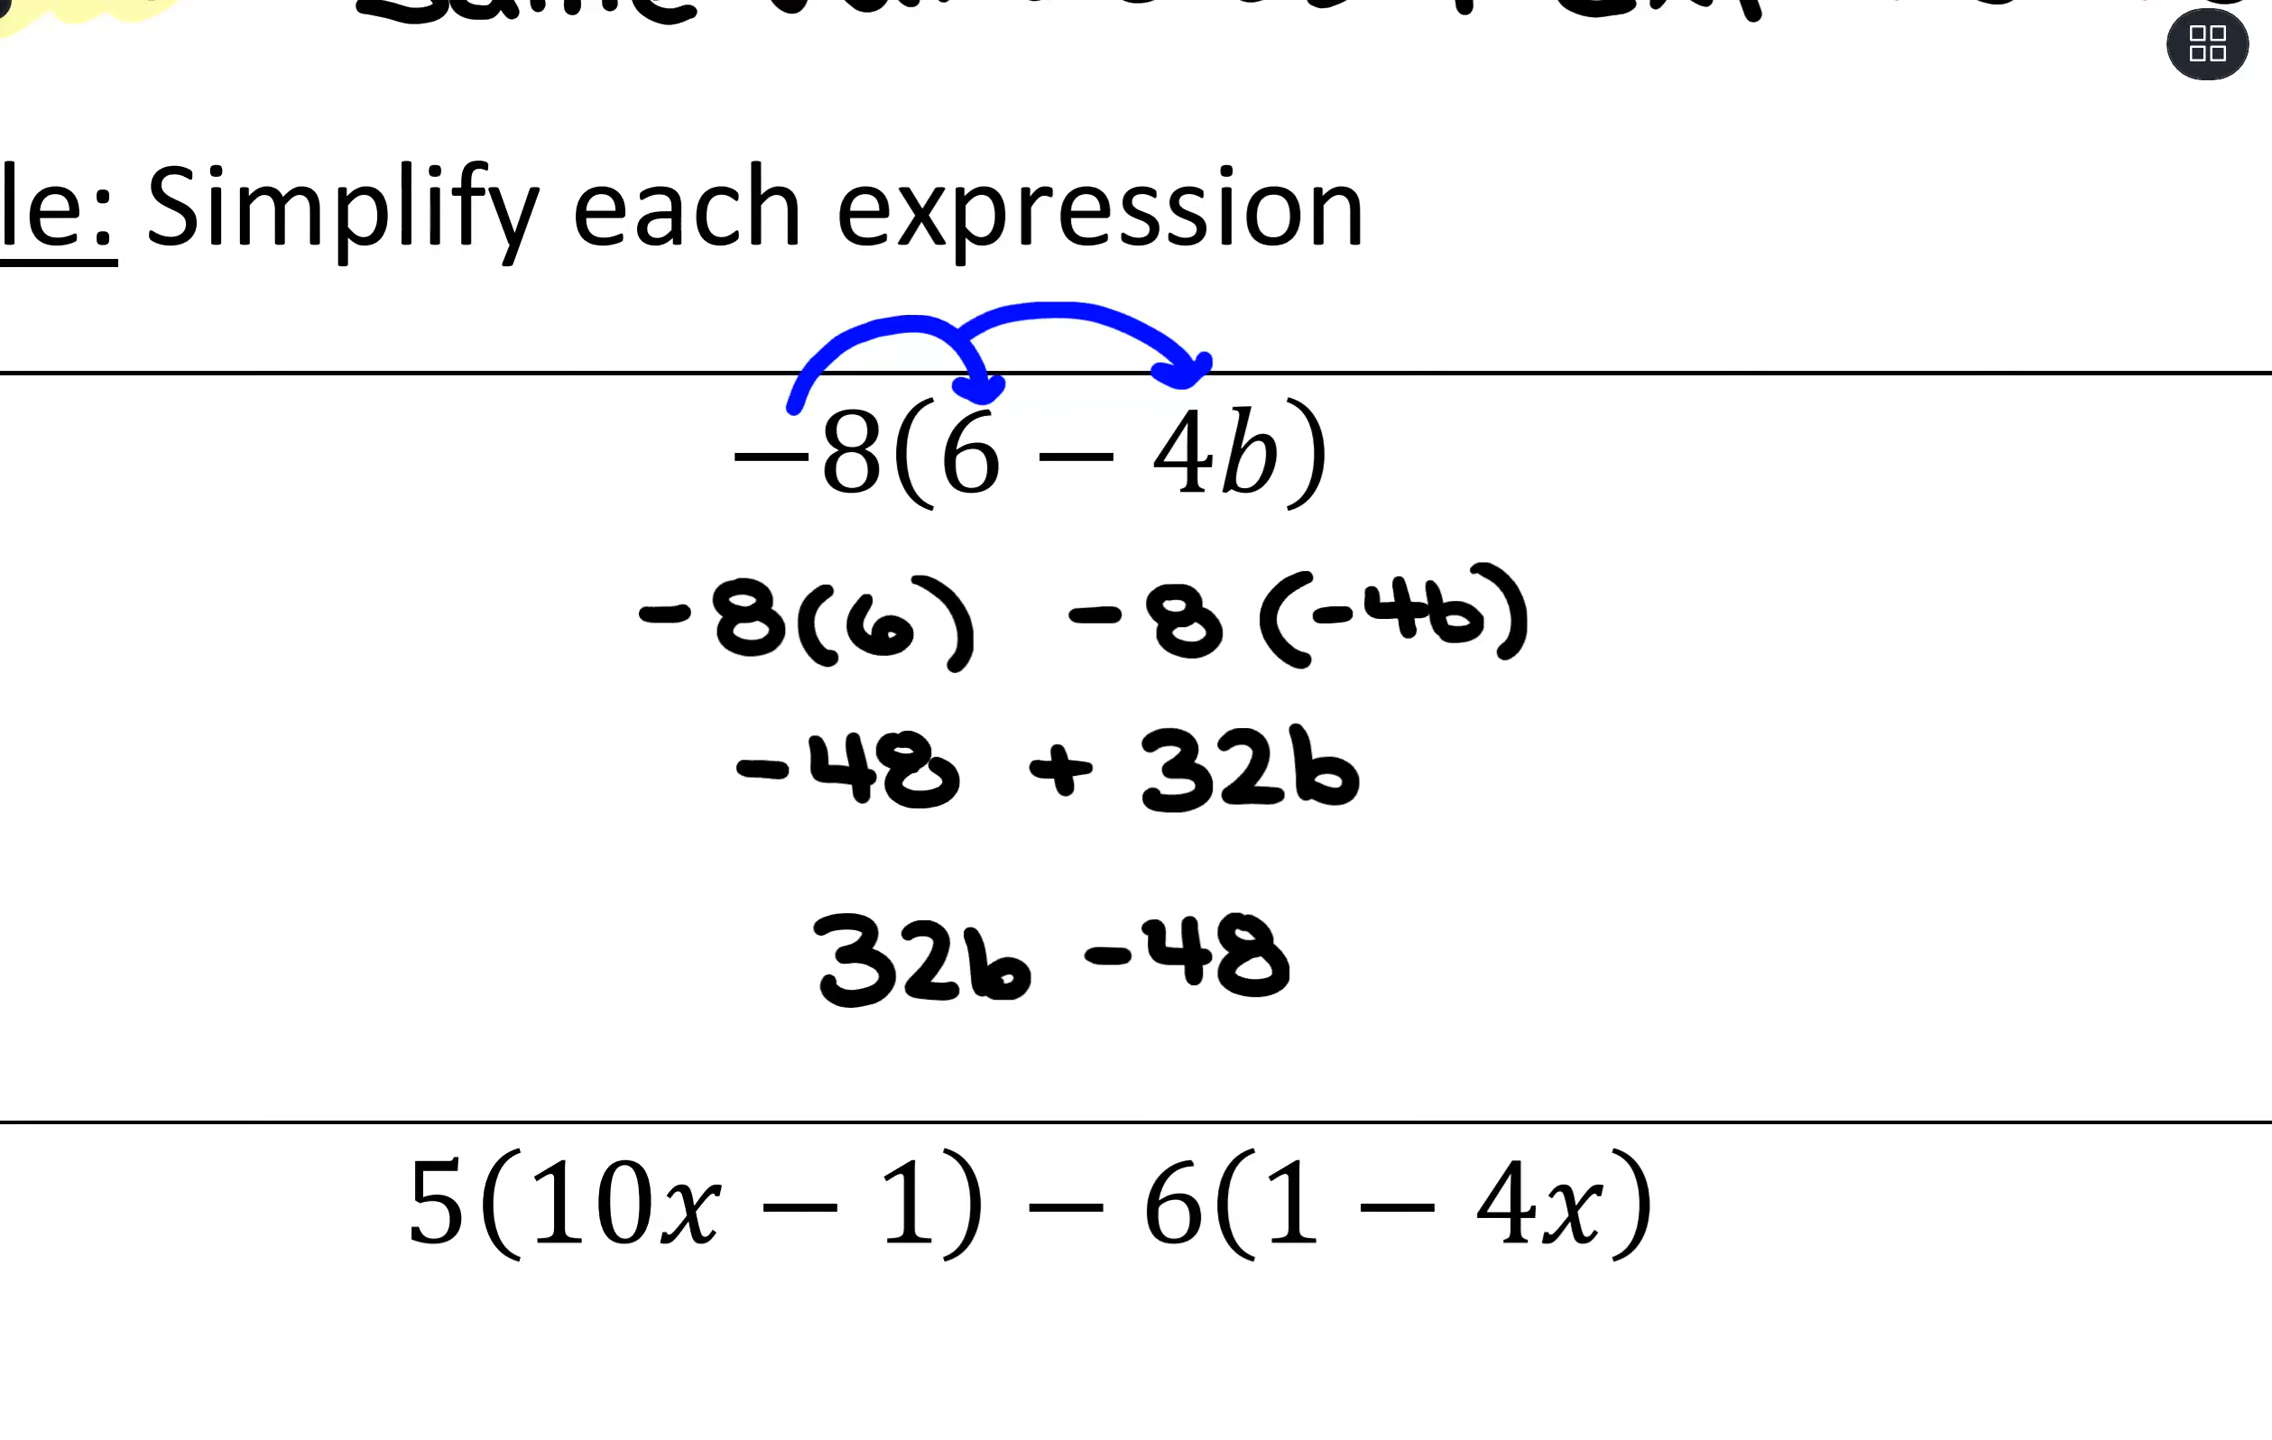 le: Simplify each expression
−8(6 − 4b)
-8(6) -8(-4b)
-48 + 32b
32b -48
5(10x − 1) − 6(1 − 4x)